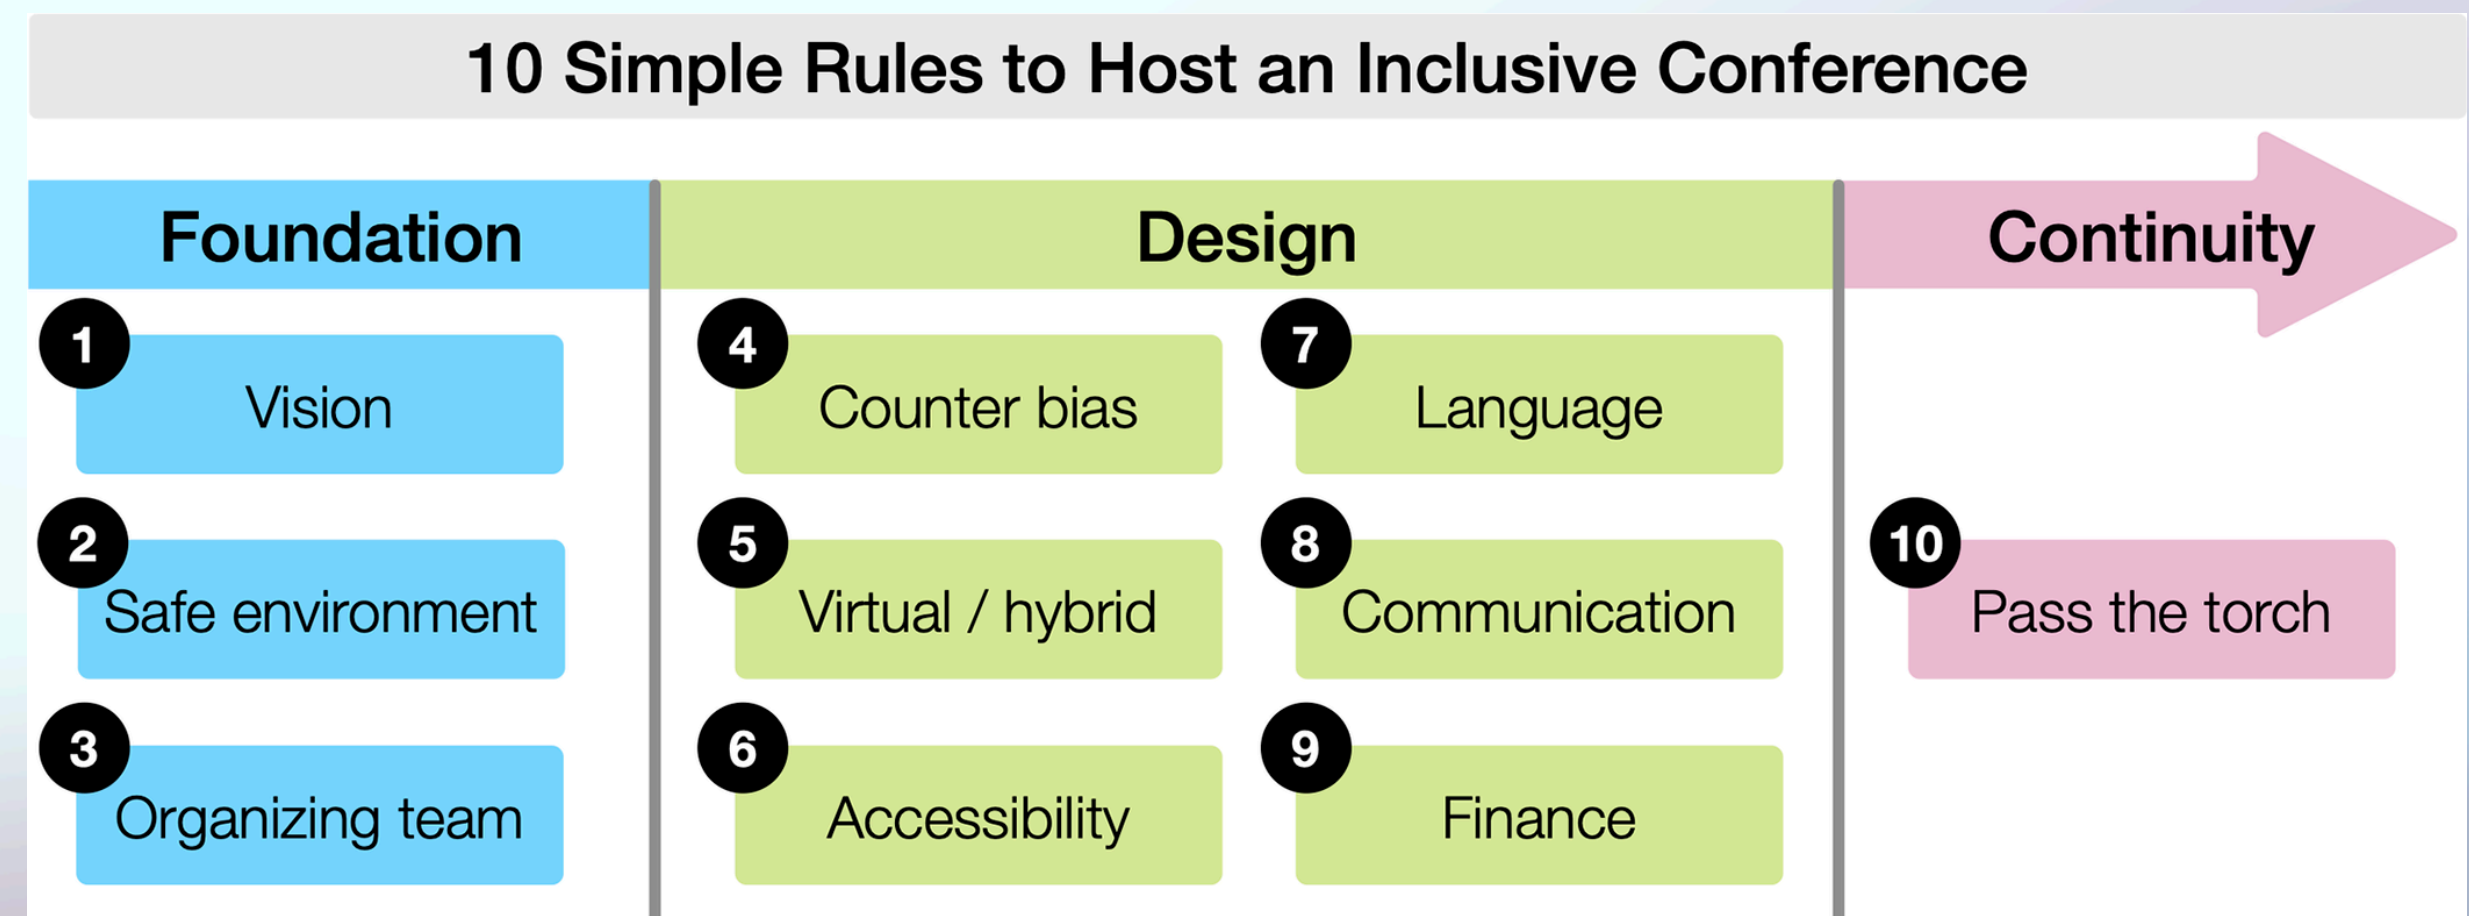 10 Simple Rules to Host an Inclusive Conference
Foundation
1
Vision
2
Safe environment
3
Organizing team
Design
4
Counter bias
5
Virtual / hybrid
6
Accessibility
7
Language
8
Communication
9
Finance
Continuity
10
Pass the torch